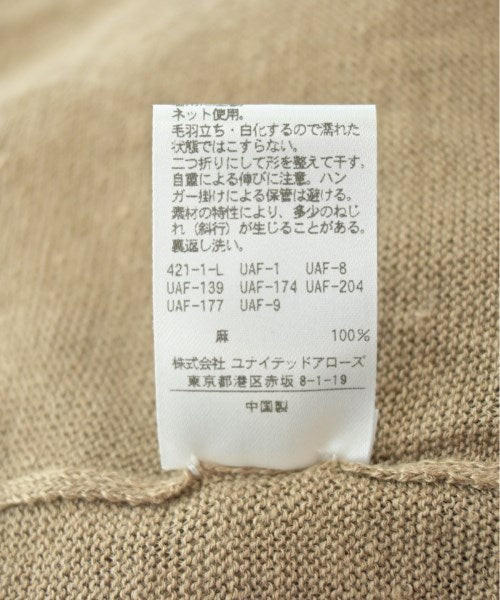 ネット使用。
毛羽立ち・白化するので濡れた
状態ではこすらない。
二つ折りにして形を整えて干す。
自重による伸びに注意。ハン
ガー掛けによる保管は避ける。
素材の特性により、多少のねじ
れ（斜行）が生じることがある。
裏返し洗い。
421-1-L UAF-1 UAF-8
UAF-139 UAF-174 UAF-204
UAF-177 UAF-9
麻 100%
株式会社 ユナイテッドアローズ
東京都港区赤坂 8-1-19
中国製